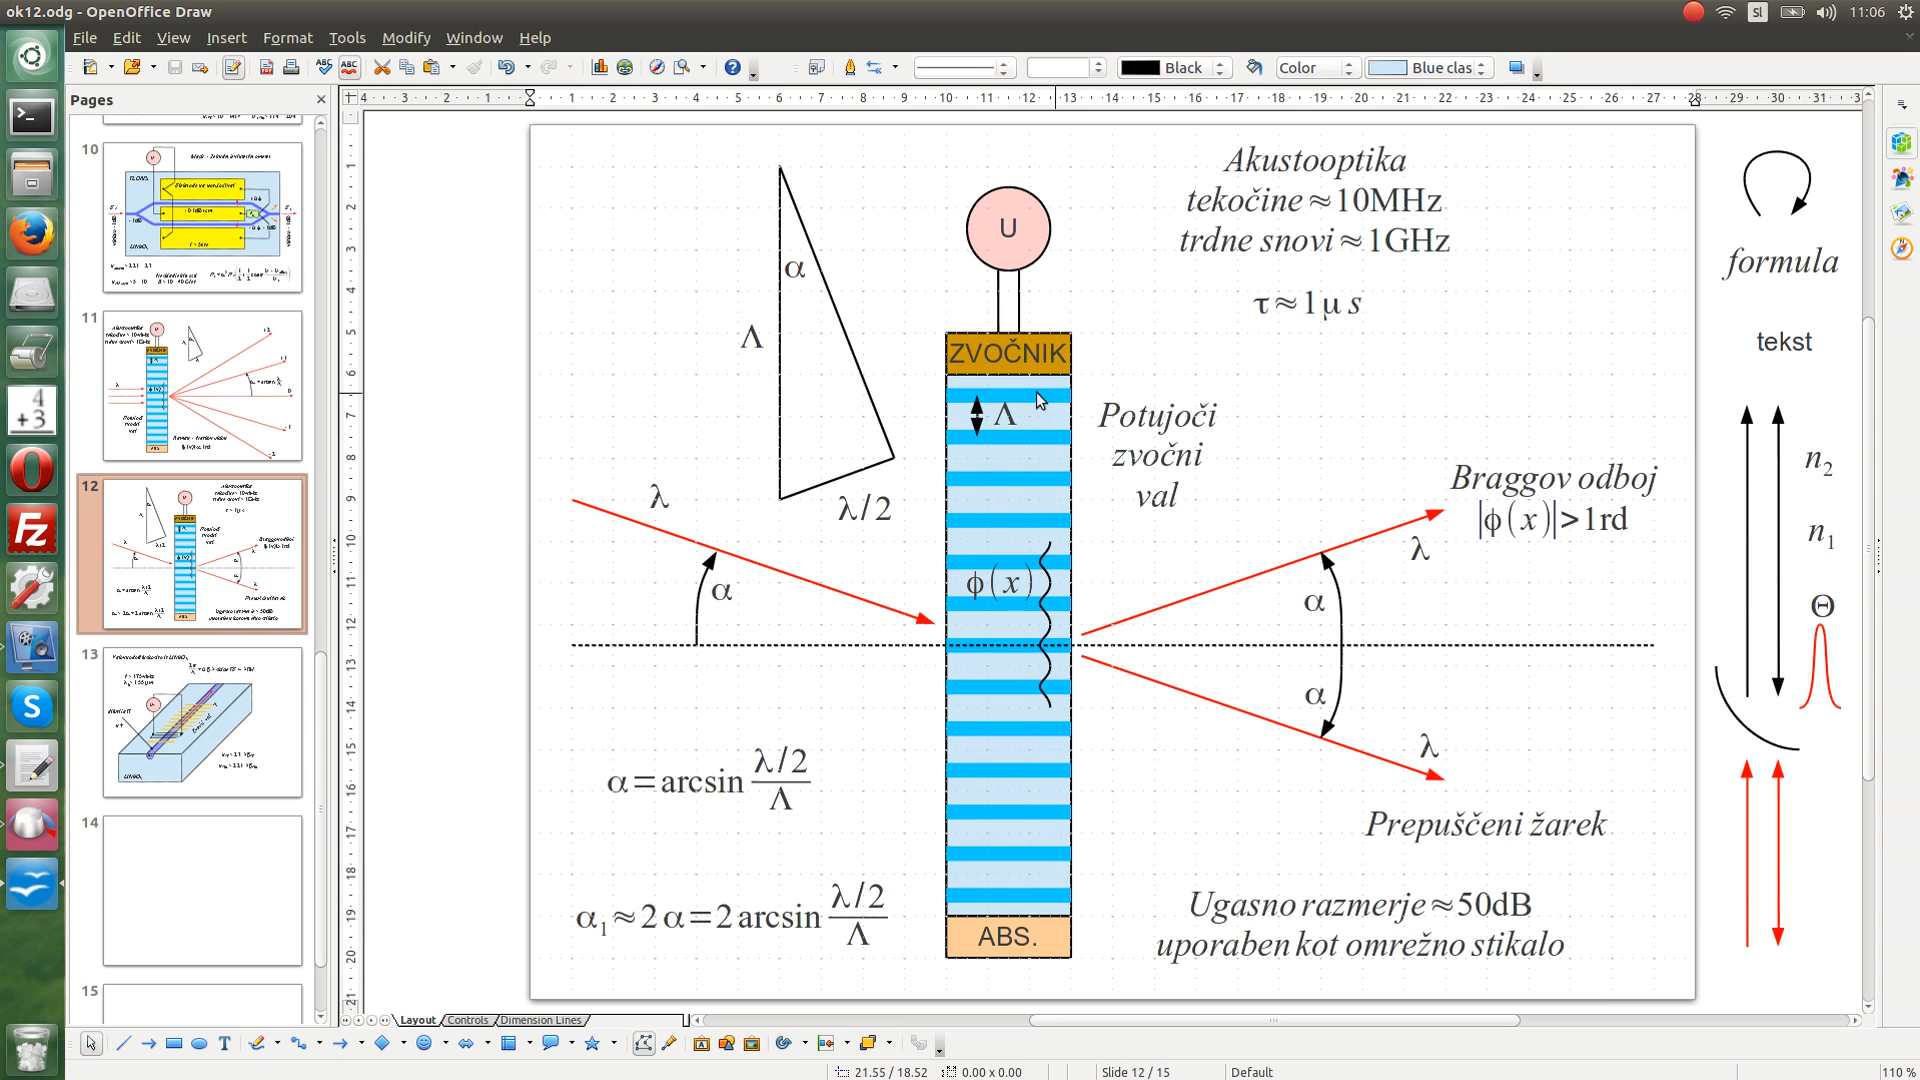 ok12.odg - OpenOffice Draw
Sl
11:06
File Edit View Insert Format Tools Modify Window Help
Black
Color
Blue clas
Pages
10
11
12
13
14
15
Akustooptika
tekočine ≈ 10MHz
trdne snovi ≈ 1GHz
τ ≈ 1 μ s
U
α
Λ
λ/2
ZVOČNIK
Λ
Potujoči
zvočni
val
λ
α
ϕ(x)
Braggov odboj
|ϕ(x)|>1rd
λ
α
α
λ
Prepuščeni žarek
α=arcsin λ/2 / Λ
α₁≈2α=2arcsin λ/2 / Λ
ABS.
Ugasno razmerje ≈ 50dB
uporaben kot omrežno stikalo
formula
tekst
n₂
n₁
Θ
Layout Controls Dimension Lines
21.55 / 18.52 0.00 x 0.00 Slide 12 / 15 Default 110 %